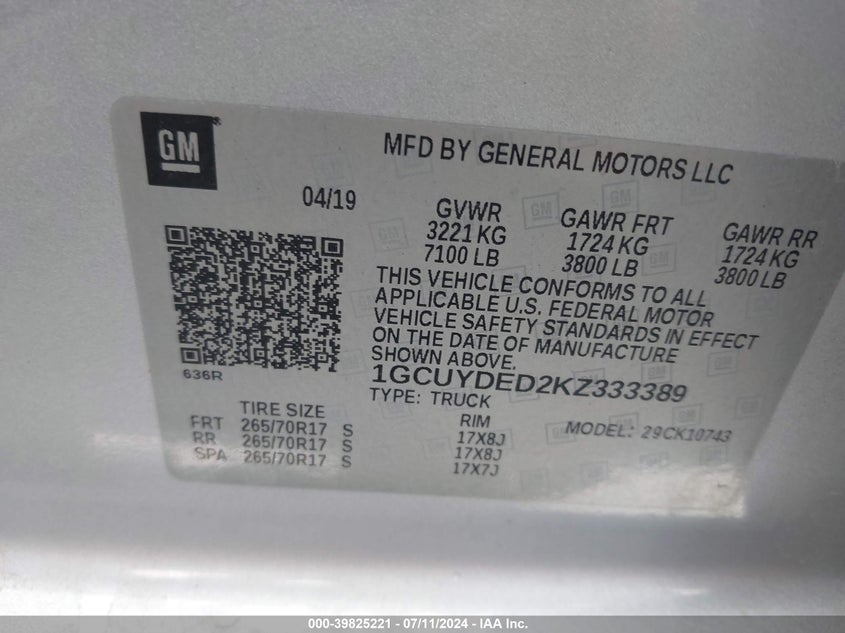 GM
MFD BY GENERAL MOTORS LLC
04/19
GVWR GAWR FRT GAWR RR
3221 KG 1724 KG 1724 KG
7100 LB 3800 LB 3800 LB
THIS VEHICLE CONFORMS TO ALL
APPLICABLE U.S. FEDERAL MOTOR
VEHICLE SAFETY STANDARDS IN EFFECT
ON THE DATE OF MANUFACTURE
SHOWN ABOVE.
636R
1GCUYDED2KZ333389
TYPE: TRUCK
TIRE SIZE RIM MODEL: 29CK10743
FRT 265/70R17 S 17X8J
RR 265/70R17 S 17X8J
SPA 265/70R17 S 17X7J
000-39825221 - 07/11/2024 - IAA Inc.